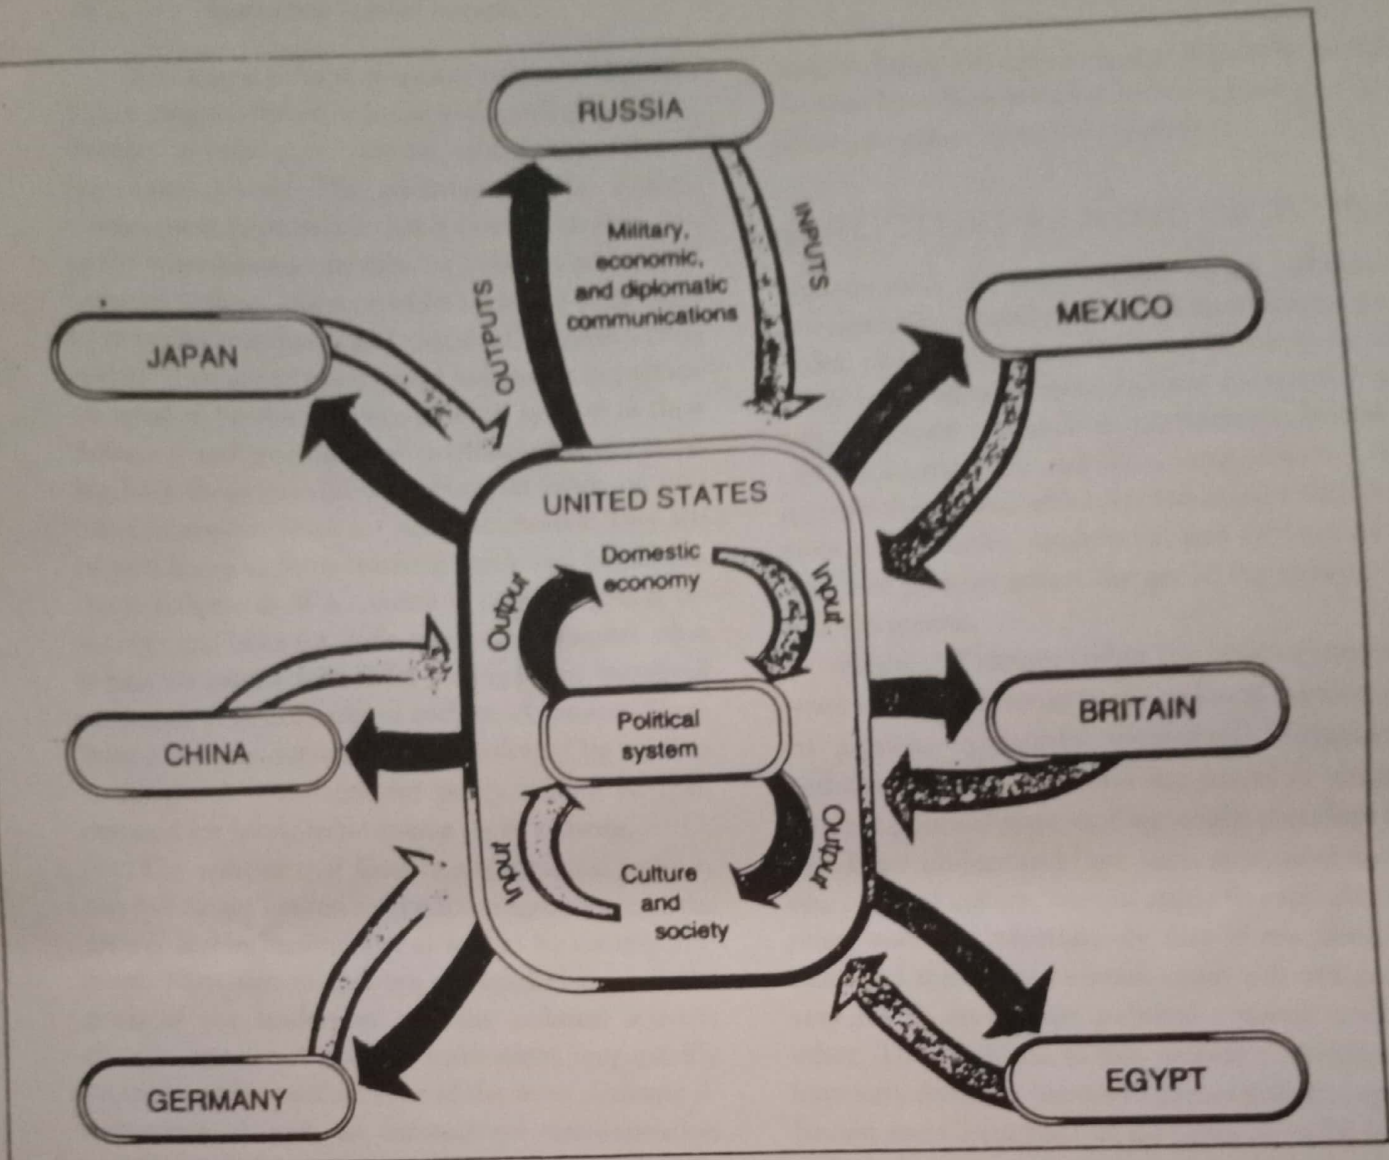 RUSSIA
Military,
economic,
and diplomatic
communications
INPUTS
OUTPUTS
MEXICO
JAPAN
UNITED STATES
Domestic
economy
Output
Input
Political
system
BRITAIN
CHINA
Input
Culture
and
society
Output
GERMANY
EGYPT